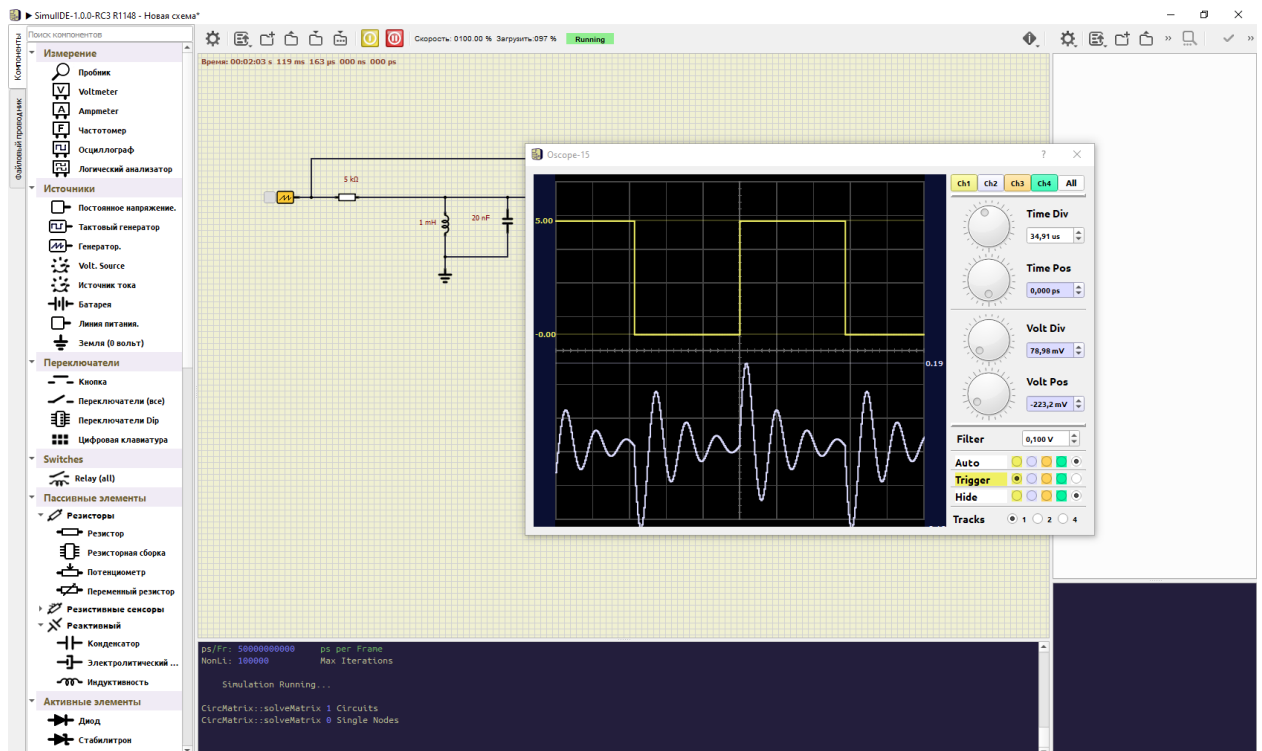 SimulIDE-1.0.0-RC3 R1148 - Новая схема*
Компоненты
Файловый проводник
Поиск компонентов
Измерение
Пробник
Voltmeter
Ampmeter
Частотомер
Осциллограф
Логический анализатор
Источники
Постоянное напряжение.
Тактовый генератор
Генератор.
Volt. Source
Источник тока
Батарея
Линия питания.
Земля (0 вольт)
Переключатели
Кнопка
Переключатели (все)
Переключатели Dip
Цифровая клавиатура
Switches
Relay (all)
Пассивные элементы
Резисторы
Резистор
Резисторная сборка
Потенциометр
Переменный резистор
Резистивные сенсоры
Реактивный
Конденсатор
Электролитический ...
Индуктивность
Активные элементы
Диод
Стабилитрон
Скорость: 0100.00 % Загрузить:097 %
Running
Время: 00:02:03 s 119 ms 163 µs 000 ns 000 ps
5 kΩ
1 mH
20 nF
Oscope-15
5.00
-0.00
0.19
Ch1 Ch2 Ch3 Ch4 All
Time Div
34,91 us
Time Pos
0,000 ps
Volt Div
78,98 mV
Volt Pos
-223,2 mV
Filter 0,100 V
Auto
Trigger
Hide
Tracks 1 2 4
ps/Fr: 50000000000 ps per Frame
NonLi: 100000 Max Iterations
Simulation Running...
CircMatrix::solveMatrix 1 Circuits
CircMatrix::solveMatrix 0 Single Nodes